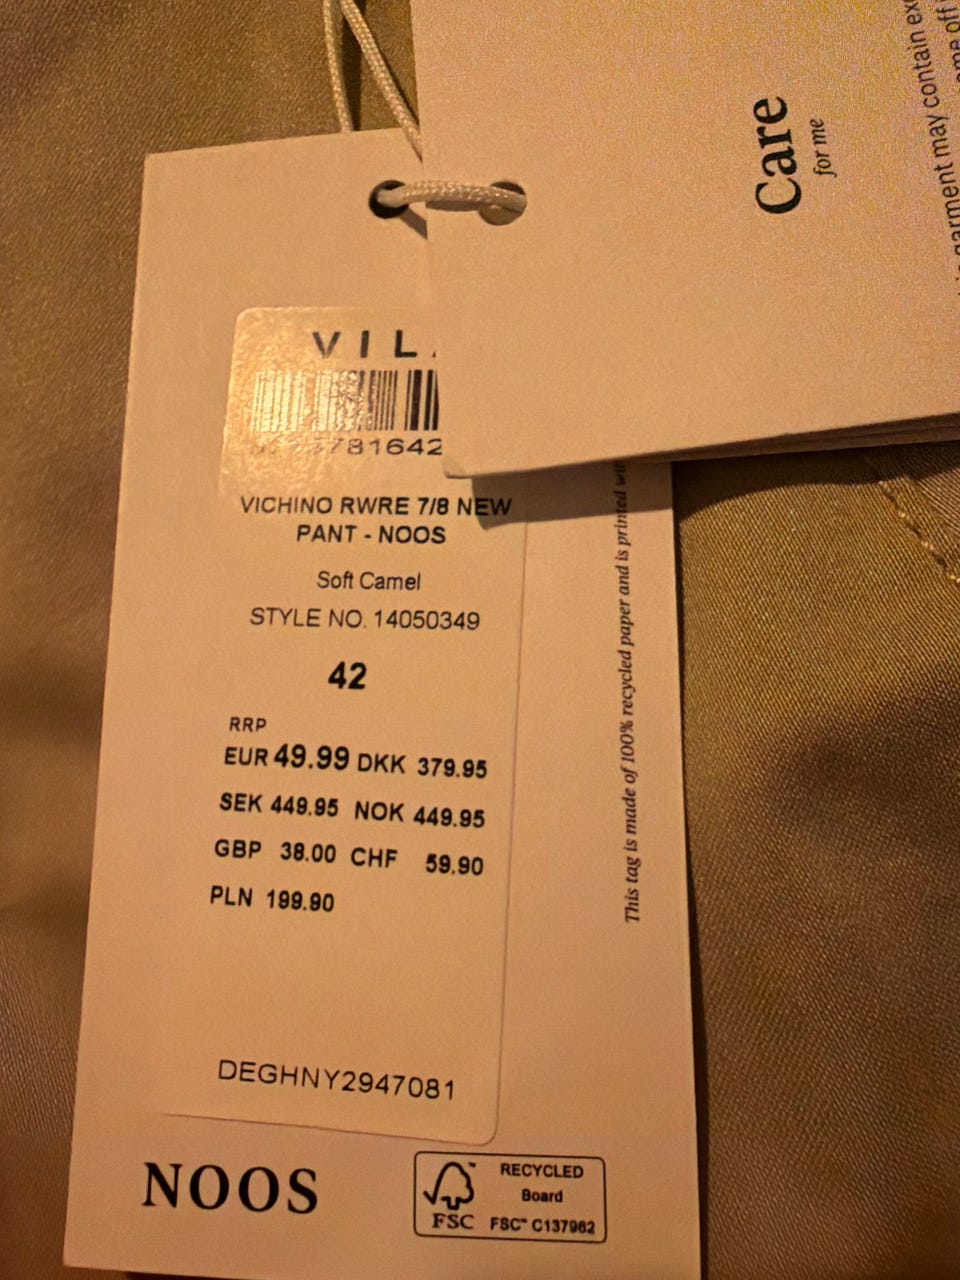 Care
for me
garment may contain
VIL
781642
VICHINO RWRE 7/8 NEW
PANT - NOOS
Soft Camel
STYLE NO. 14050349
42
RRP
EUR 49.99 DKK 379.95
SEK 449.95 NOK 449.95
GBP 38.00 CHF 59.90
PLN 199.90
DEGHNY2947081
This tag is made of 100% recycled paper and is printed
NOOS
FSC™
RECYCLED
Board
FSC™ C137962